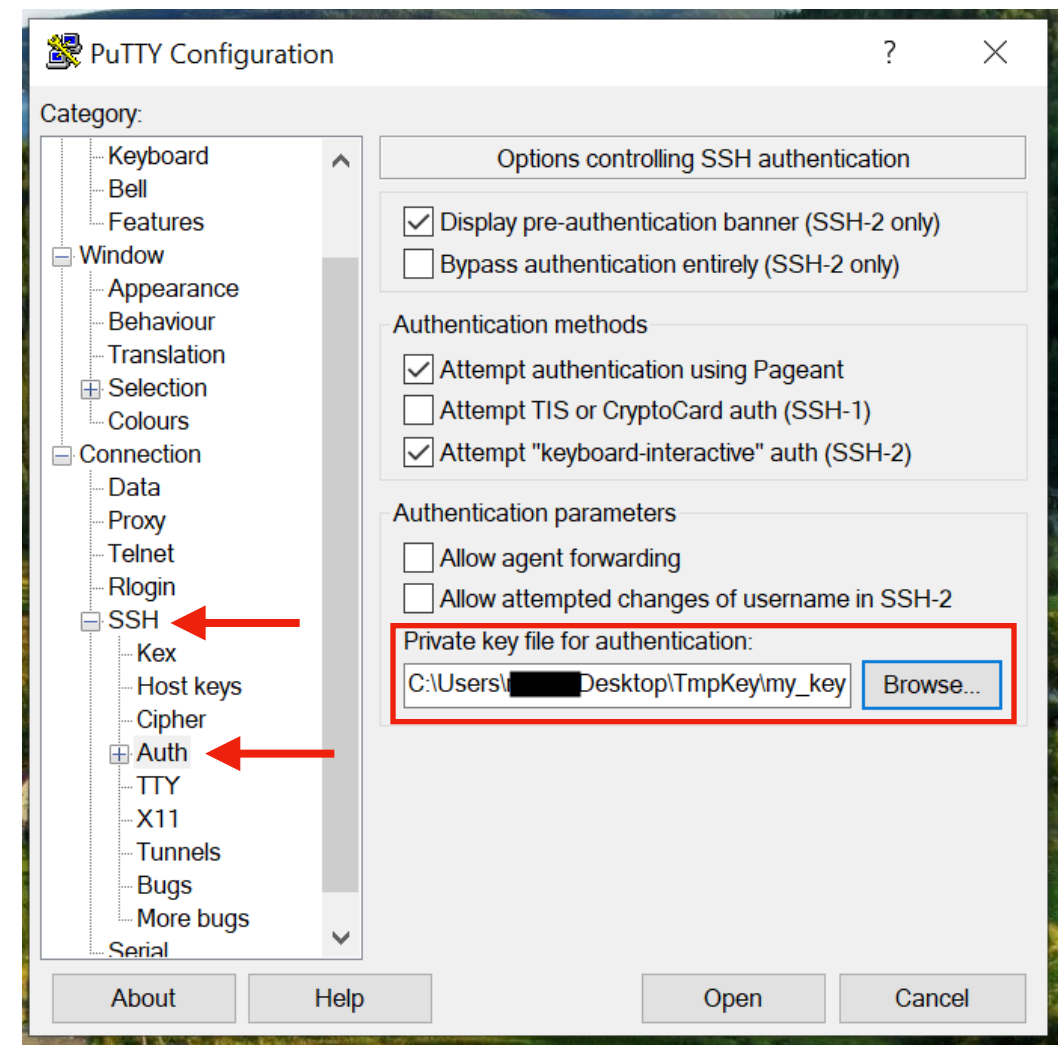 PuTTY Configuration
?
Category:
Keyboard
Bell
Features
Window
Appearance
Behaviour
Translation
Selection
Colours
Connection
Data
Proxy
Telnet
Rlogin
SSH
Kex
Host keys
Cipher
Auth
TTY
X11
Tunnels
Bugs
More bugs
Serial
Options controlling SSH authentication
Display pre-authentication banner (SSH-2 only)
Bypass authentication entirely (SSH-2 only)
Authentication methods
Attempt authentication using Pageant
Attempt TIS or CryptoCard auth (SSH-1)
Attempt "keyboard-interactive" auth (SSH-2)
Authentication parameters
Allow agent forwarding
Allow attempted changes of username in SSH-2
Private key file for authentication:
C:\Users\ Desktop\TmpKey\my_key
Browse...
About
Help
Open
Cancel